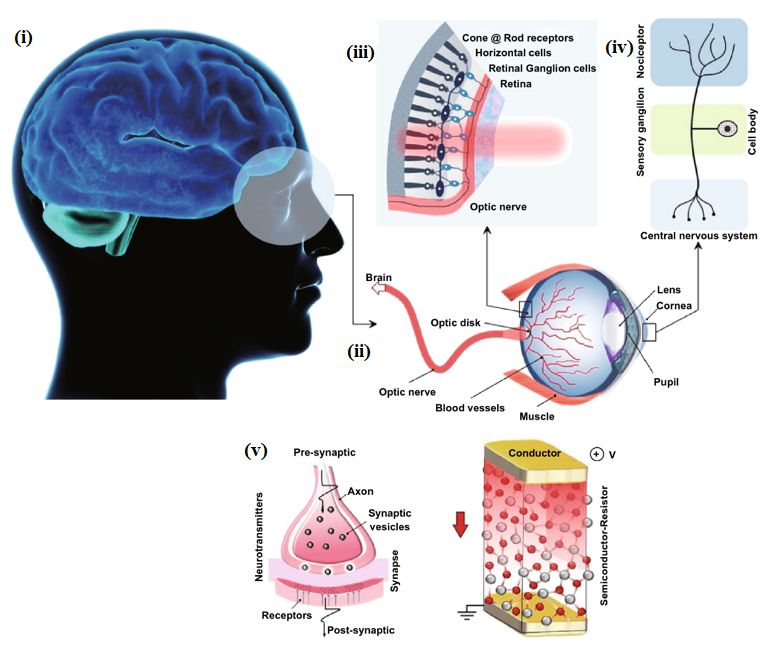 (i)
(iii)
Cone @ Rod receptors
Horizontal cells
Retinal Ganglion cells
Retina
Optic nerve
(iv)
Nociceptor
Sensory ganglion
Cell body
Central nervous system
Brain
(ii)
Optic disk
Optic nerve
Blood vessels
Muscle
Lens
Cornea
Pupil
(v)
Pre-synaptic
Axon
Synaptic
vesicles
Neurotransmitters
Synapse
Receptors
Post-synaptic
Conductor
+ V
Semiconductor-Resistor